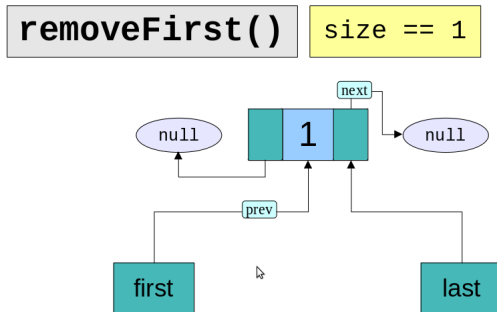 removeFirst()
size == 1
next
null
1
null
prev
first
last